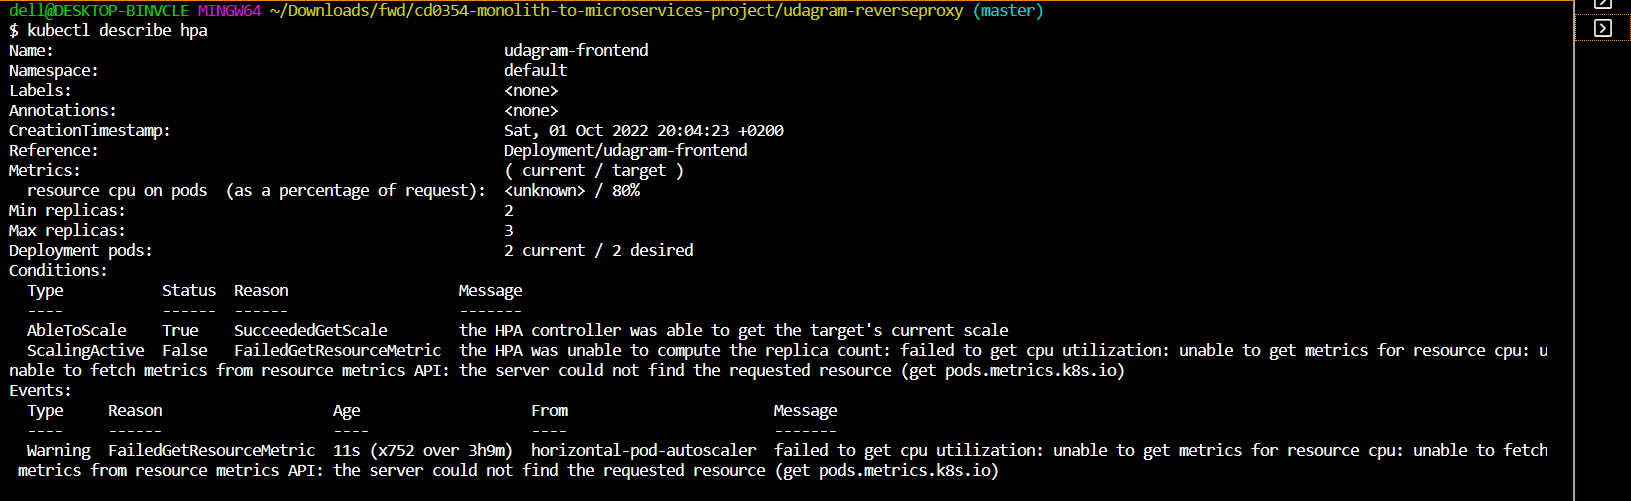 dell@DESKTOP-BINVCLE MINGW64 ~/Downloads/fwd/cd0354-monolith-to-microservices-project/udagram-reverseproxy (master)
$ kubectl describe hpa
Name:                                                  udagram-frontend
Namespace:                                             default
Labels:                                                <none>
Annotations:                                           <none>
CreationTimestamp:                                     Sat, 01 Oct 2022 20:04:23 +0200
Reference:                                             Deployment/udagram-frontend
Metrics:                                               ( current / target )
  resource cpu on pods  (as a percentage of request):  <unknown> / 80%
Min replicas:                                          2
Max replicas:                                          3
Deployment pods:                                       2 current / 2 desired
Conditions:
  Type           Status  Reason                   Message
  ----           ------  ------                   -------
  AbleToScale    True    SucceededGetScale        the HPA controller was able to get the target's current scale
  ScalingActive  False   FailedGetResourceMetric  the HPA was unable to compute the replica count: failed to get cpu utilization: unable to get metrics for resource cpu: u
nable to fetch metrics from resource metrics API: the server could not find the requested resource (get pods.metrics.k8s.io)
Events:
  Type     Reason                   Age                   From                       Message
  ----     ------                   ----                  ----                       -------
  Warning  FailedGetResourceMetric  11s (x752 over 3h9m)  horizontal-pod-autoscaler  failed to get cpu utilization: unable to get metrics for resource cpu: unable to fetch
 metrics from resource metrics API: the server could not find the requested resource (get pods.metrics.k8s.io)